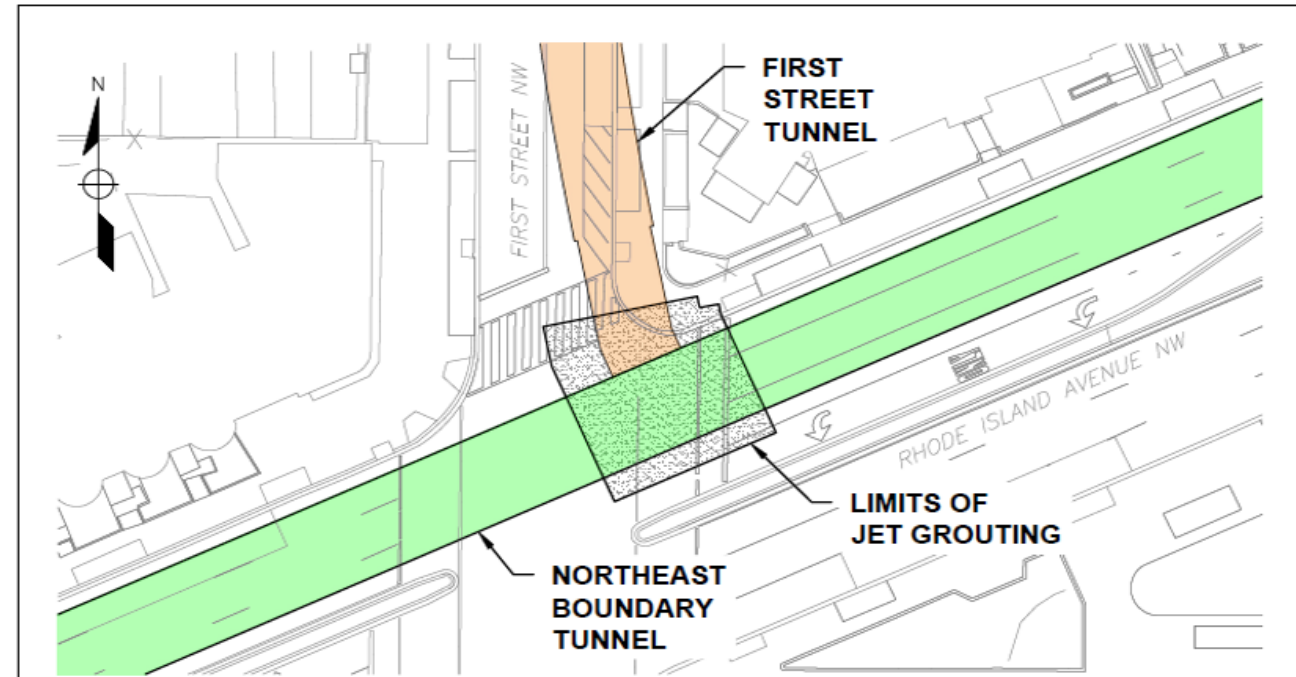 N
FIRST STREET NW
FIRST
STREET
TUNNEL
RHODE ISLAND AVENUE NW
LIMITS OF
JET GROUTING
NORTHEAST
BOUNDARY
TUNNEL